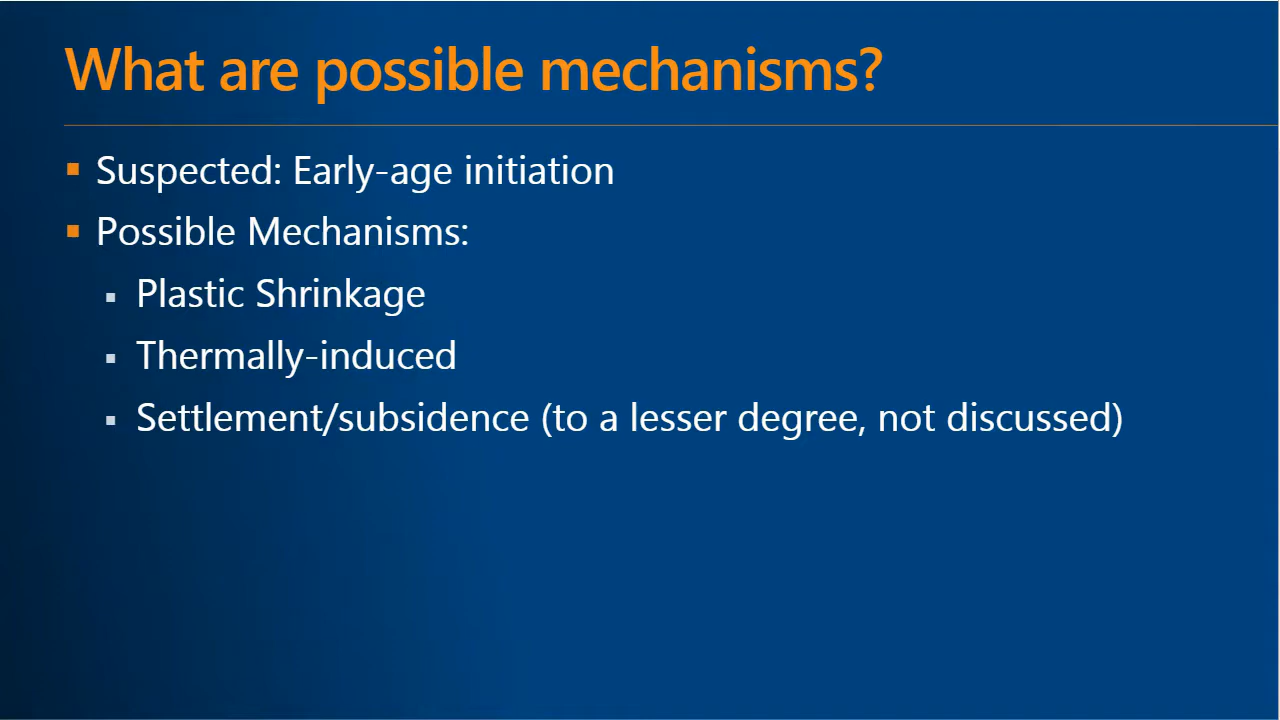 What are possible mechanisms?
Suspected: Early-age initiation
Possible Mechanisms:
Plastic Shrinkage
Thermally-induced
Settlement/subsidence (to a lesser degree, not discussed)